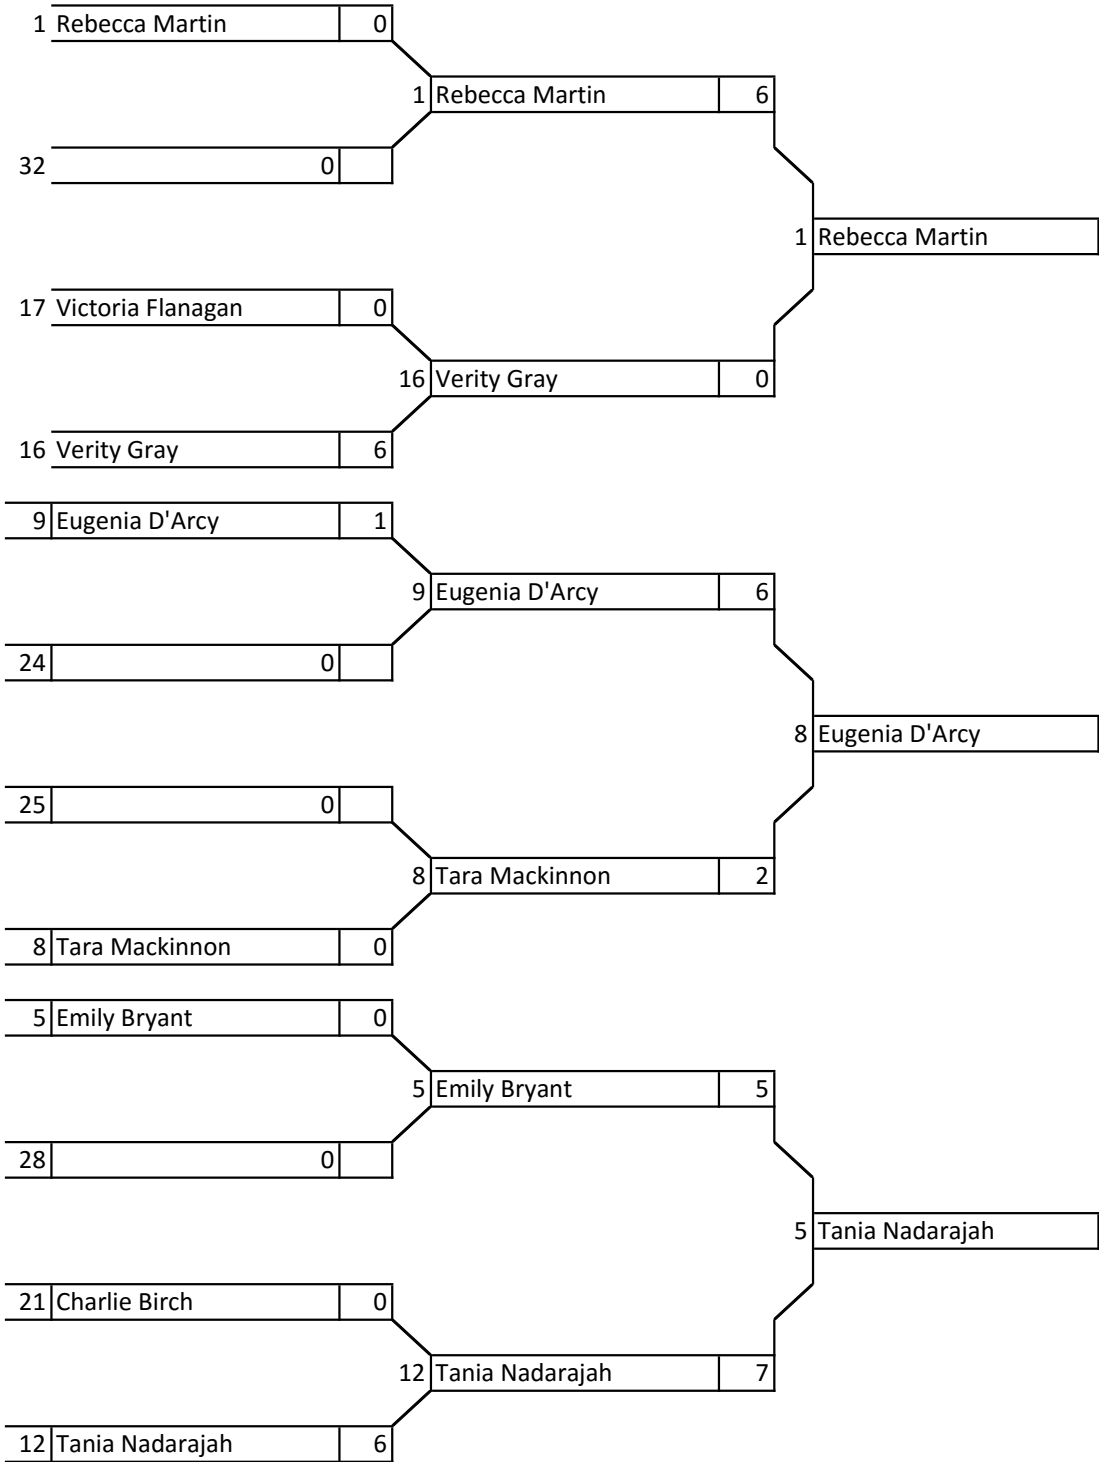 1 Rebecca Martin 0
1 Rebecca Martin 6
32 0
1 Rebecca Martin
17 Victoria Flanagan 0
16 Verity Gray 0
16 Verity Gray 6
9 Eugenia D'Arcy 1
9 Eugenia D'Arcy 6
24 0
8 Eugenia D'Arcy
25 0
8 Tara Mackinnon 2
8 Tara Mackinnon 0
5 Emily Bryant 0
5 Emily Bryant 5
28 0
5 Tania Nadarajah
21 Charlie Birch 0
12 Tania Nadarajah 7
12 Tania Nadarajah 6